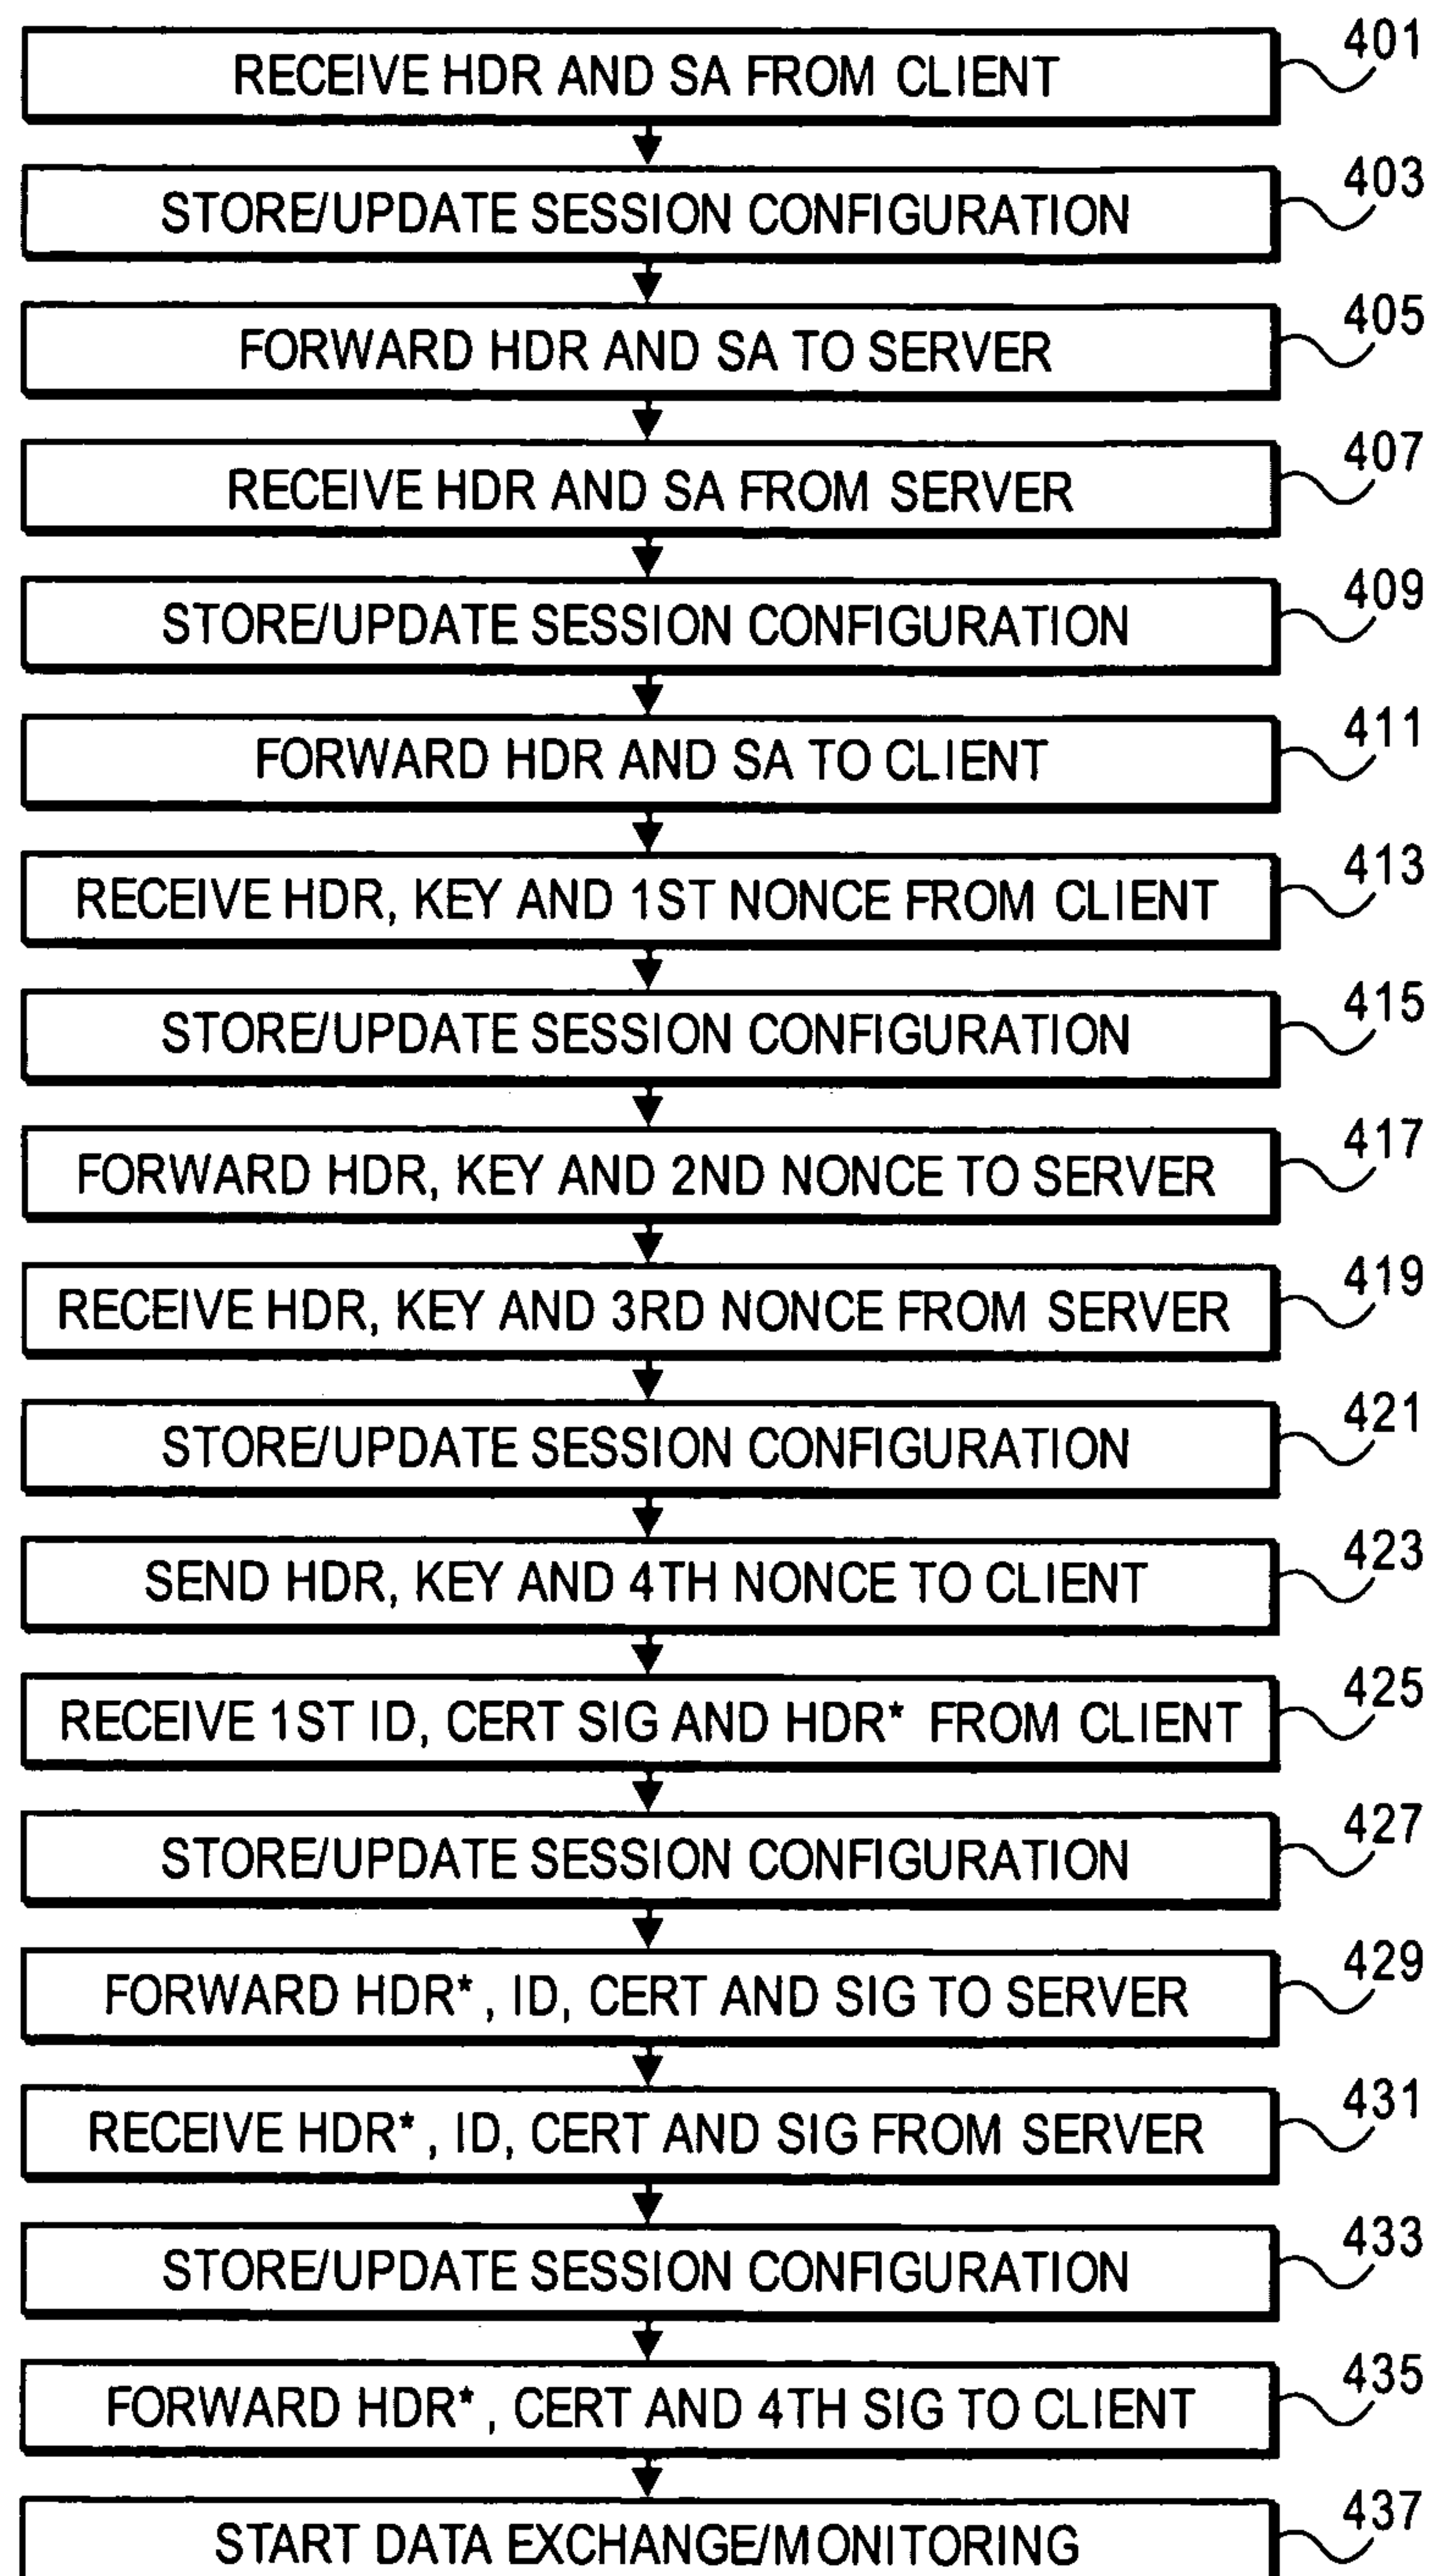 RECEIVE HDR AND SA FROM CLIENT 401
STORE/UPDATE SESSION CONFIGURATION 403
FORWARD HDR AND SA TO SERVER 405
RECEIVE HDR AND SA FROM SERVER 407
STORE/UPDATE SESSION CONFIGURATION 409
FORWARD HDR AND SA TO CLIENT 411
RECEIVE HDR, KEY AND 1ST NONCE FROM CLIENT 413
STORE/UPDATE SESSION CONFIGURATION 415
FORWARD HDR, KEY AND 2ND NONCE TO SERVER 417
RECEIVE HDR, KEY AND 3RD NONCE FROM SERVER 419
STORE/UPDATE SESSION CONFIGURATION 421
SEND HDR, KEY AND 4TH NONCE TO CLIENT 423
RECEIVE 1ST ID, CERT SIG AND HDR* FROM CLIENT 425
STORE/UPDATE SESSION CONFIGURATION 427
FORWARD HDR*, ID, CERT AND SIG TO SERVER 429
RECEIVE HDR*, ID, CERT AND SIG FROM SERVER 431
STORE/UPDATE SESSION CONFIGURATION 433
FORWARD HDR*, CERT AND 4TH SIG TO CLIENT 435
START DATA EXCHANGE/MONITORING 437